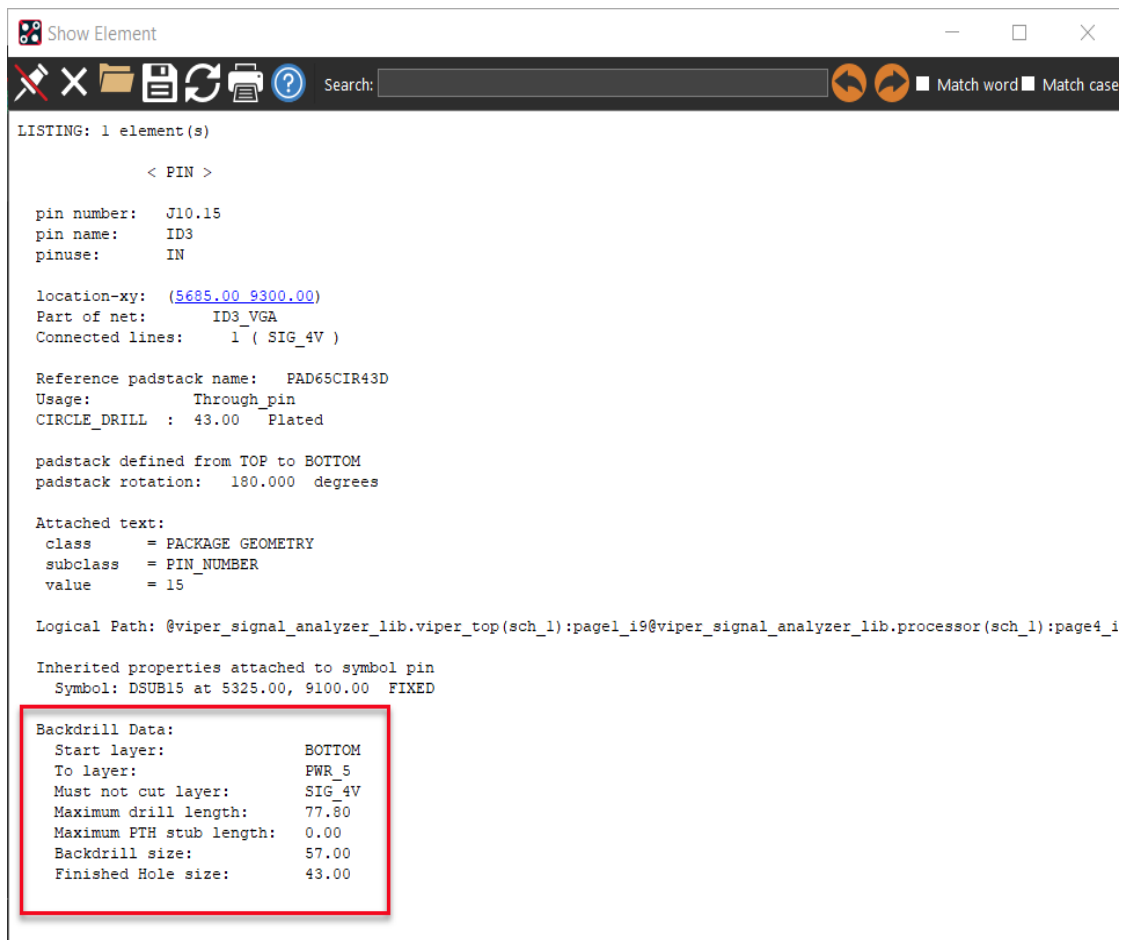 Show Element
Search: Match word Match case
LISTING: 1 element(s)
< PIN >
pin number: J10.15
pin name: ID3
pinuse: IN
location-xy: (5685.00 9300.00)
Part of net: ID3_VGA
Connected lines: 1 ( SIG_4V )
Reference padstack name: PAD65CIR43D
Usage: Through_pin
CIRCLE_DRILL : 43.00 Plated
padstack defined from TOP to BOTTOM
padstack rotation: 180.000 degrees
Attached text:
class = PACKAGE GEOMETRY
subclass = PIN_NUMBER
value = 15
Logical Path: @viper_signal_analyzer_lib.viper_top(sch_1):page1_i9@viper_signal_analyzer_lib.processor(sch_1):page4_i
Inherited properties attached to symbol pin
Symbol: DSUB15 at 5325.00, 9100.00 FIXED
Backdrill Data:
Start layer: BOTTOM
To layer: PWR_5
Must not cut layer: SIG_4V
Maximum drill length: 77.80
Maximum PTH stub length: 0.00
Backdrill size: 57.00
Finished Hole size: 43.00